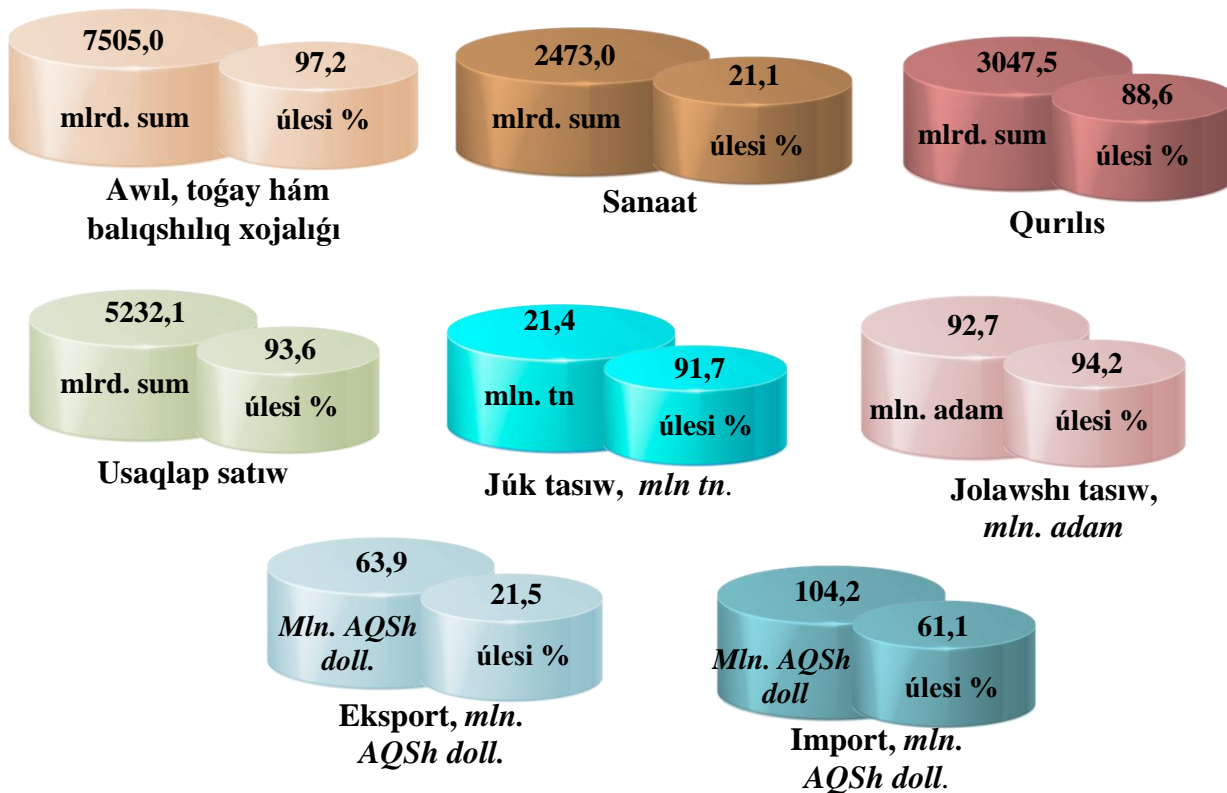 7505,0
97,2
mlrd. sum
úlesi %
Awıl, toǵay hám
balıqshılıq xojalıǵı
2473,0
21,1
mlrd. sum
úlesi %
Sanaat
3047,5
88,6
mlrd. sum
úlesi %
Qurılıs
5232,1
93,6
mlrd. sum
úlesi %
Usaqlap satıw
21,4
91,7
mln. tn
úlesi %
Júk tasıw, mln tn.
92,7
94,2
mln. adam
úlesi %
Jolawshı tasıw,
mln. adam
63,9
21,5
Mln. AQSh
doll.
úlesi %
Eksport, mln.
AQSh doll.
104,2
61,1
Mln. AQSh
doll
úlesi %
Import, mln.
AQSh doll.